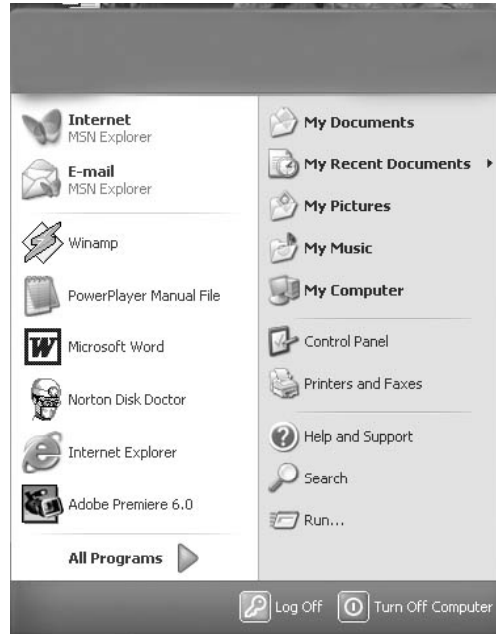 Internet
MSN Explorer
E-mail
MSN Explorer
Winamp
PowerPlayer Manual File
Microsoft Word
Norton Disk Doctor
Internet Explorer
Adobe Premiere 6.0
All Programs
My Documents
My Recent Documents
My Pictures
My Music
My Computer
Control Panel
Printers and Faxes
Help and Support
Search
Run...
Log Off
Turn Off Computer